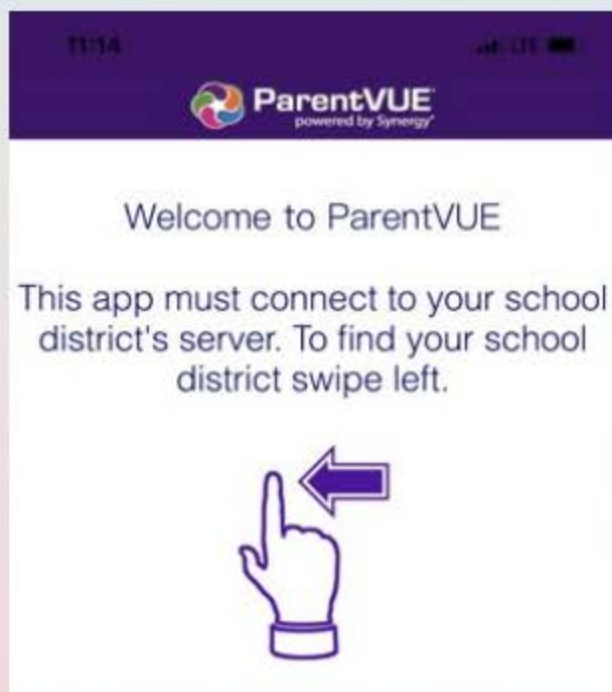 11:14
LTE
ParentVUE
powered by Synergy®
Welcome to ParentVUE
This app must connect to your school
district's server. To find your school
district swipe left.